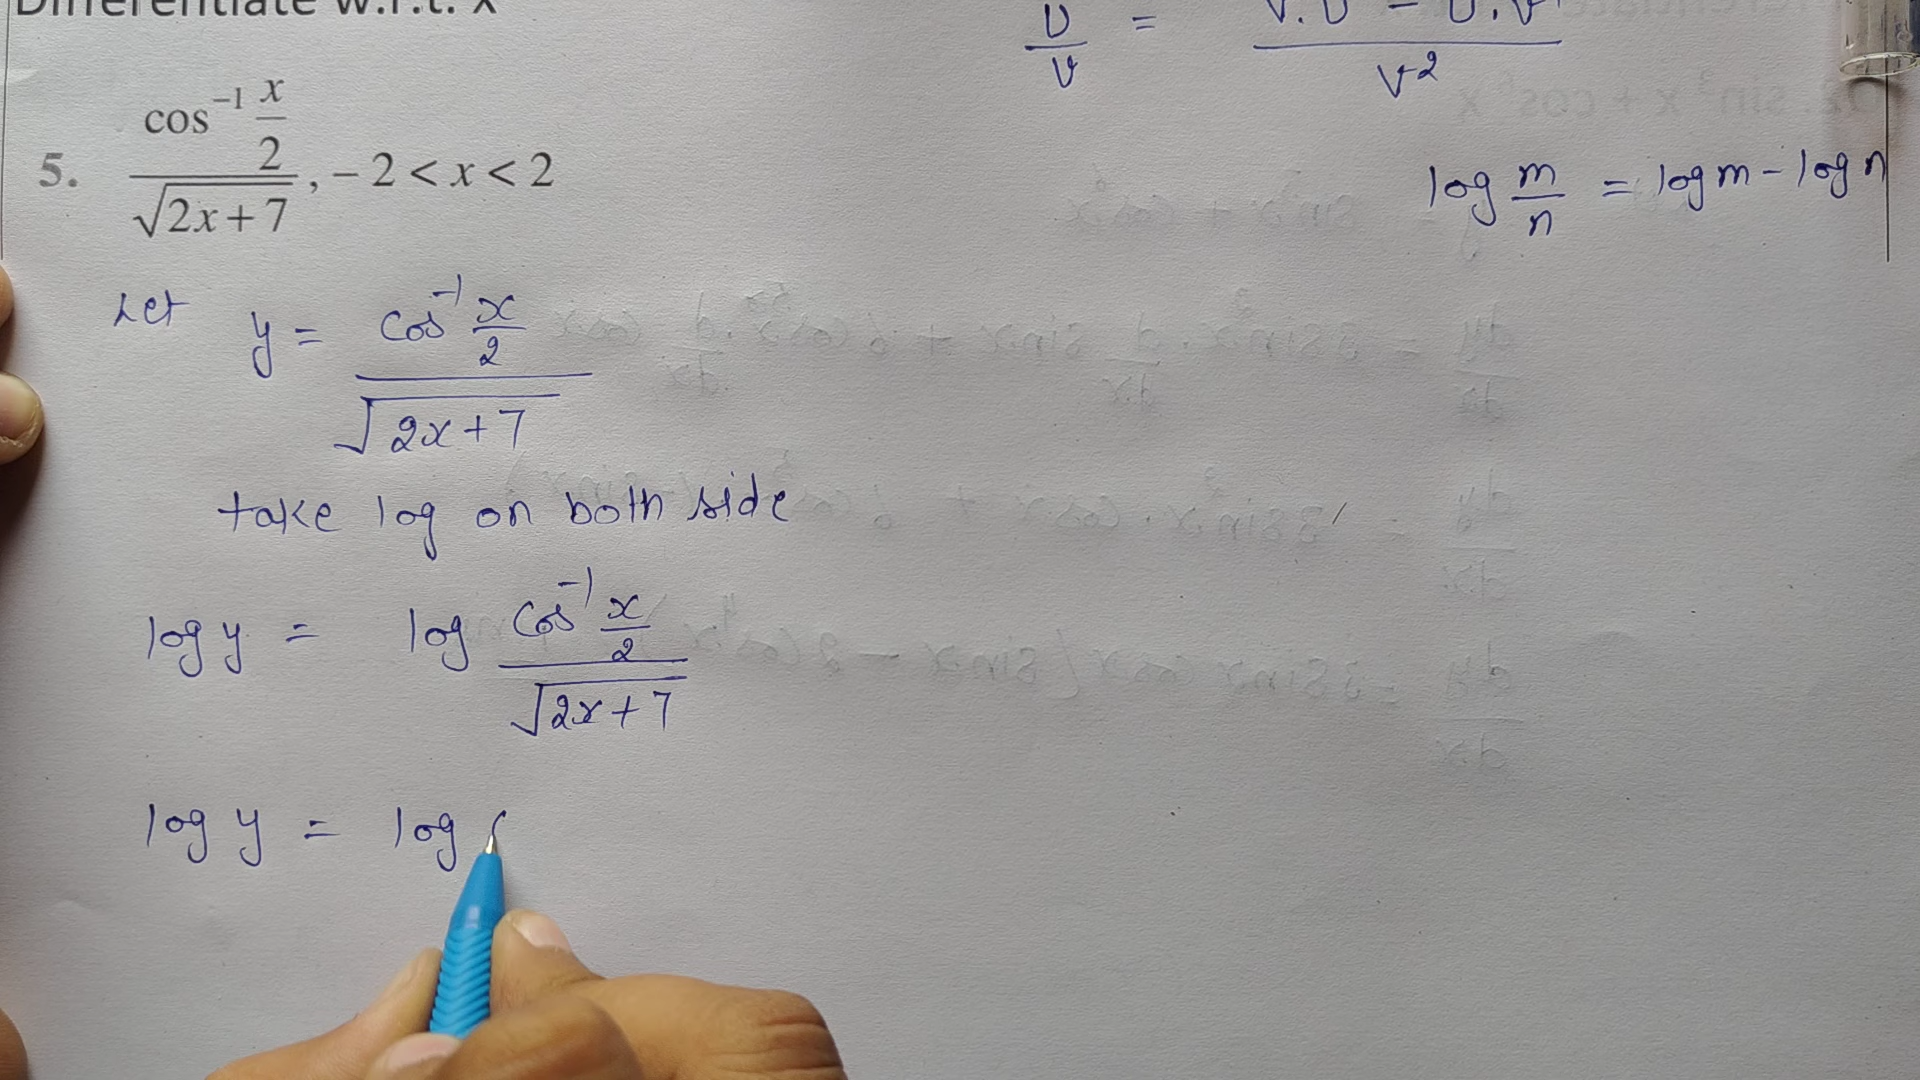 Differentiate w.r.t. x
U/V = V.U' - U.V'/V²
5. cos⁻¹ x/2 / √2x+7, −2 < x < 2
log m/n = log m - log n
Let y = cos⁻¹ x/2 / √2x+7
take log on both side
log y = log cos⁻¹ x/2 / √2x+7
log y = log